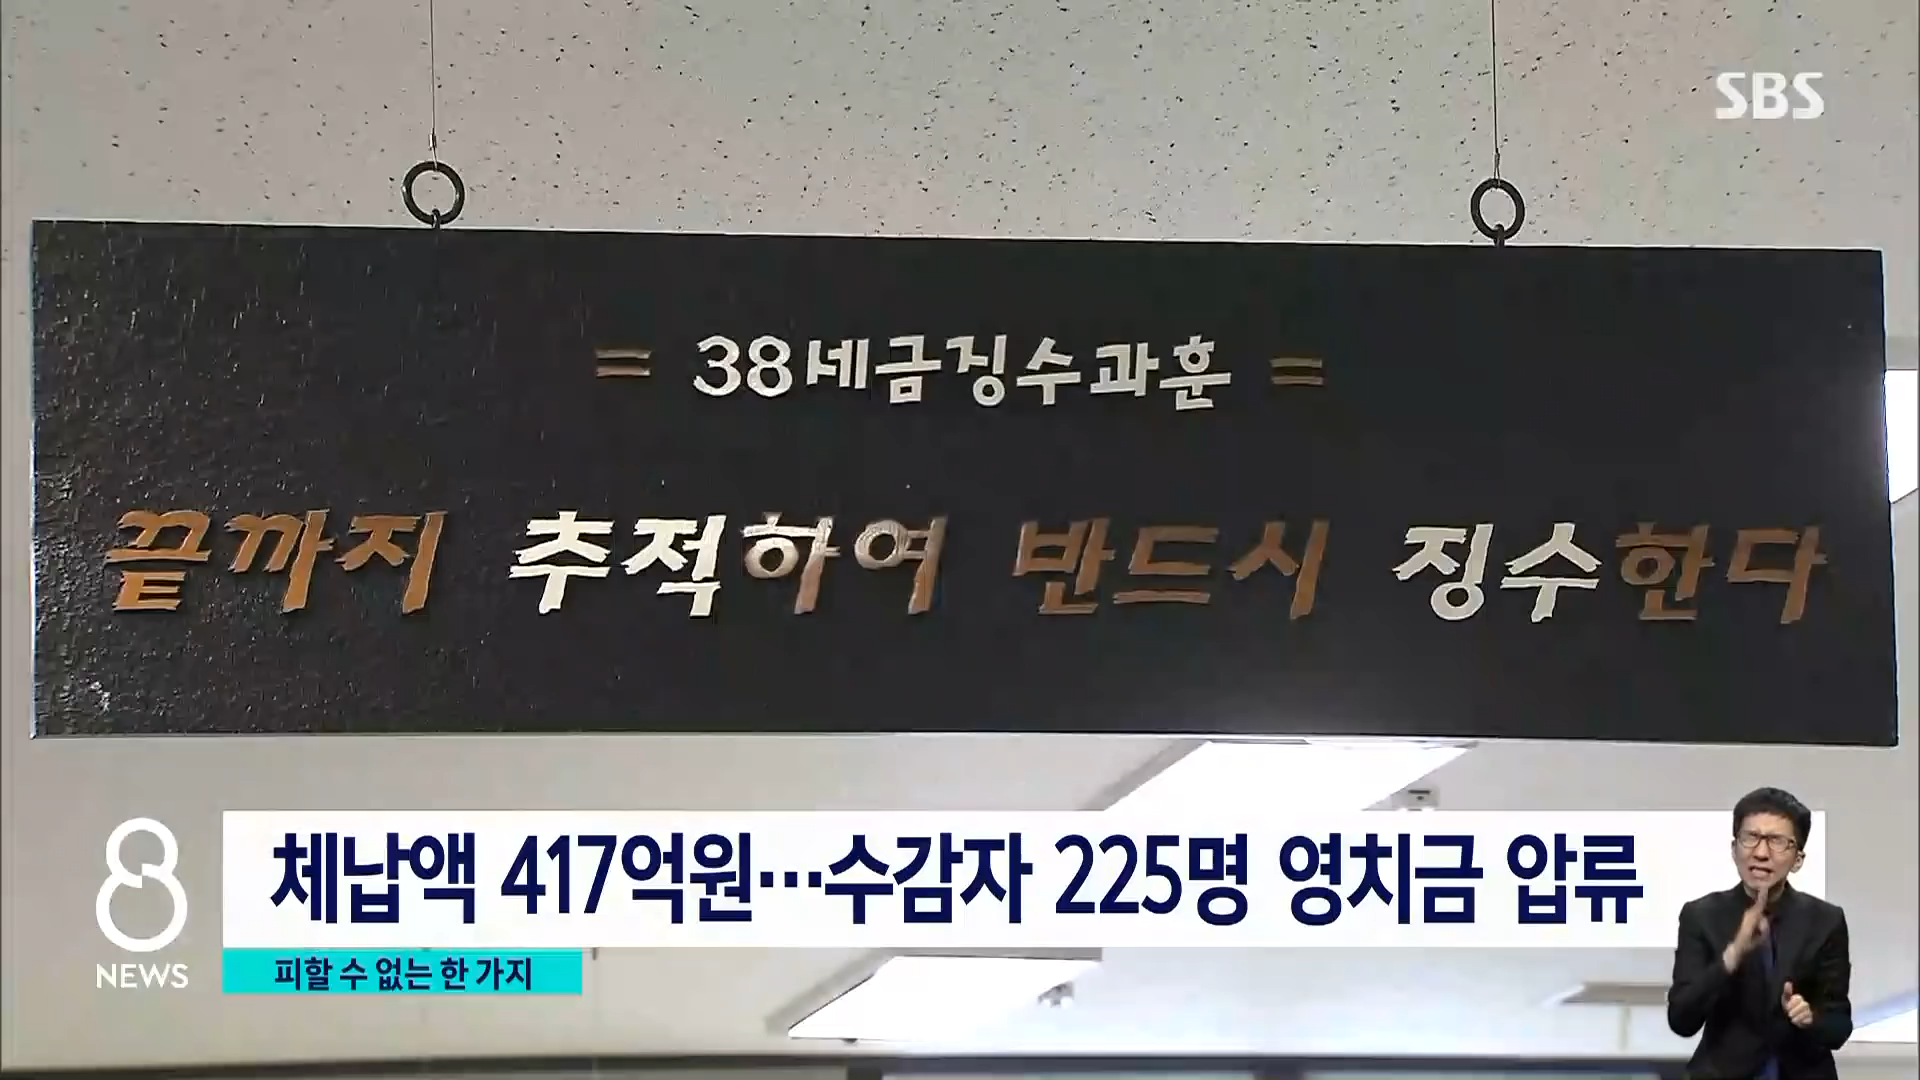 SBS
= 38세금징수과훈 =
끝까지 추적하여 반드시 징수한다
체납액 417억원…수감자 225명 영치금 압류
피할 수 없는 한 가지
8
NEWS